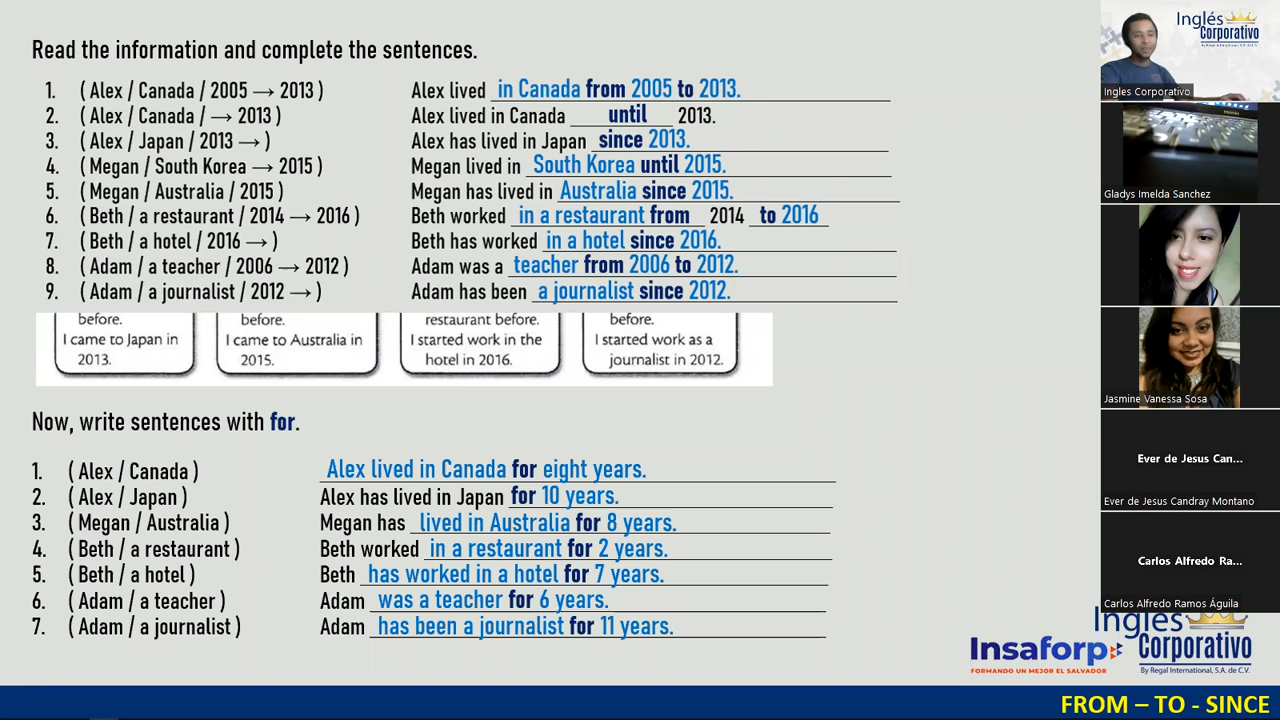 Read the information and complete the sentences.
1. ( Alex / Canada / 2005 → 2013 ) Alex lived in Canada from 2005 to 2013.
2. ( Alex / Canada / → 2013 ) Alex lived in Canada until 2013.
3. ( Alex / Japan / 2013 → ) Alex has lived in Japan since 2013.
4. ( Megan / South Korea → 2015 ) Megan lived in South Korea until 2015.
5. ( Megan / Australia / 2015 ) Megan has lived in Australia since 2015.
6. ( Beth / a restaurant / 2014 → 2016 ) Beth worked in a restaurant from 2014 to 2016
7. ( Beth / a hotel / 2016 → ) Beth has worked in a hotel since 2016.
8. ( Adam / a teacher / 2006 → 2012 ) Adam was a teacher from 2006 to 2012.
9. ( Adam / a journalist / 2012 → ) Adam has been a journalist since 2012.
before.
I came to Japan in
2013.
before.
I came to Australia in
2015.
restaurant before.
I started work in the
hotel in 2016.
before.
I started work as a
journalist in 2012.
Now, write sentences with for.
1. ( Alex / Canada ) Alex lived in Canada for eight years.
2. ( Alex / Japan ) Alex has lived in Japan for 10 years.
3. ( Megan / Australia ) Megan has lived in Australia for 8 years.
4. ( Beth / a restaurant ) Beth worked in a restaurant for 2 years.
5. ( Beth / a hotel ) Beth has worked in a hotel for 7 years.
6. ( Adam / a teacher ) Adam was a teacher for 6 years.
7. ( Adam / a journalist ) Adam has been a journalist for 11 years.
Insaforp
FORMANDO UN MEJOR EL SALVADOR
Inglés
Corporativo
By Regal International, S.A. de C.V.
FROM – TO - SINCE
Inglés
Corporativo
By Regal International, S.A. de C.V.
Ingles Corporativo
Gladys Imelda Sanchez
Jasmine Vanessa Sosa
Ever de Jesus Can...
Ever de Jesus Candray Montano
Carlos Alfredo Ra...
Carlos Alfredo Ramos Águila